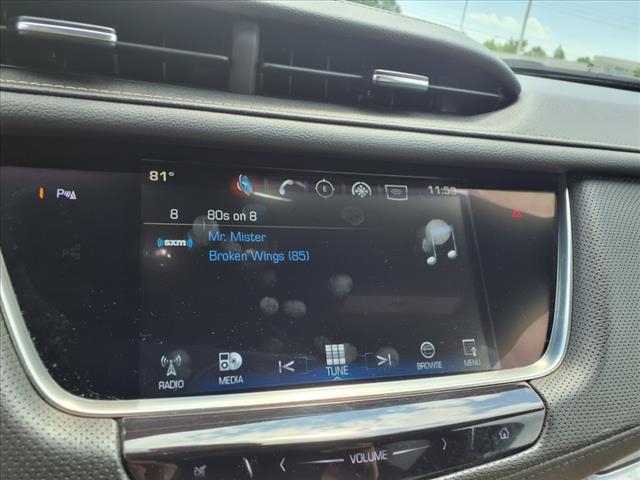 81°
E
11:53
P
8 80s on 8
((sxm))
Mr. Mister
Broken Wings (85)
RADIO
MEDIA
TUNE
BROWSE
MENU
VOLUME